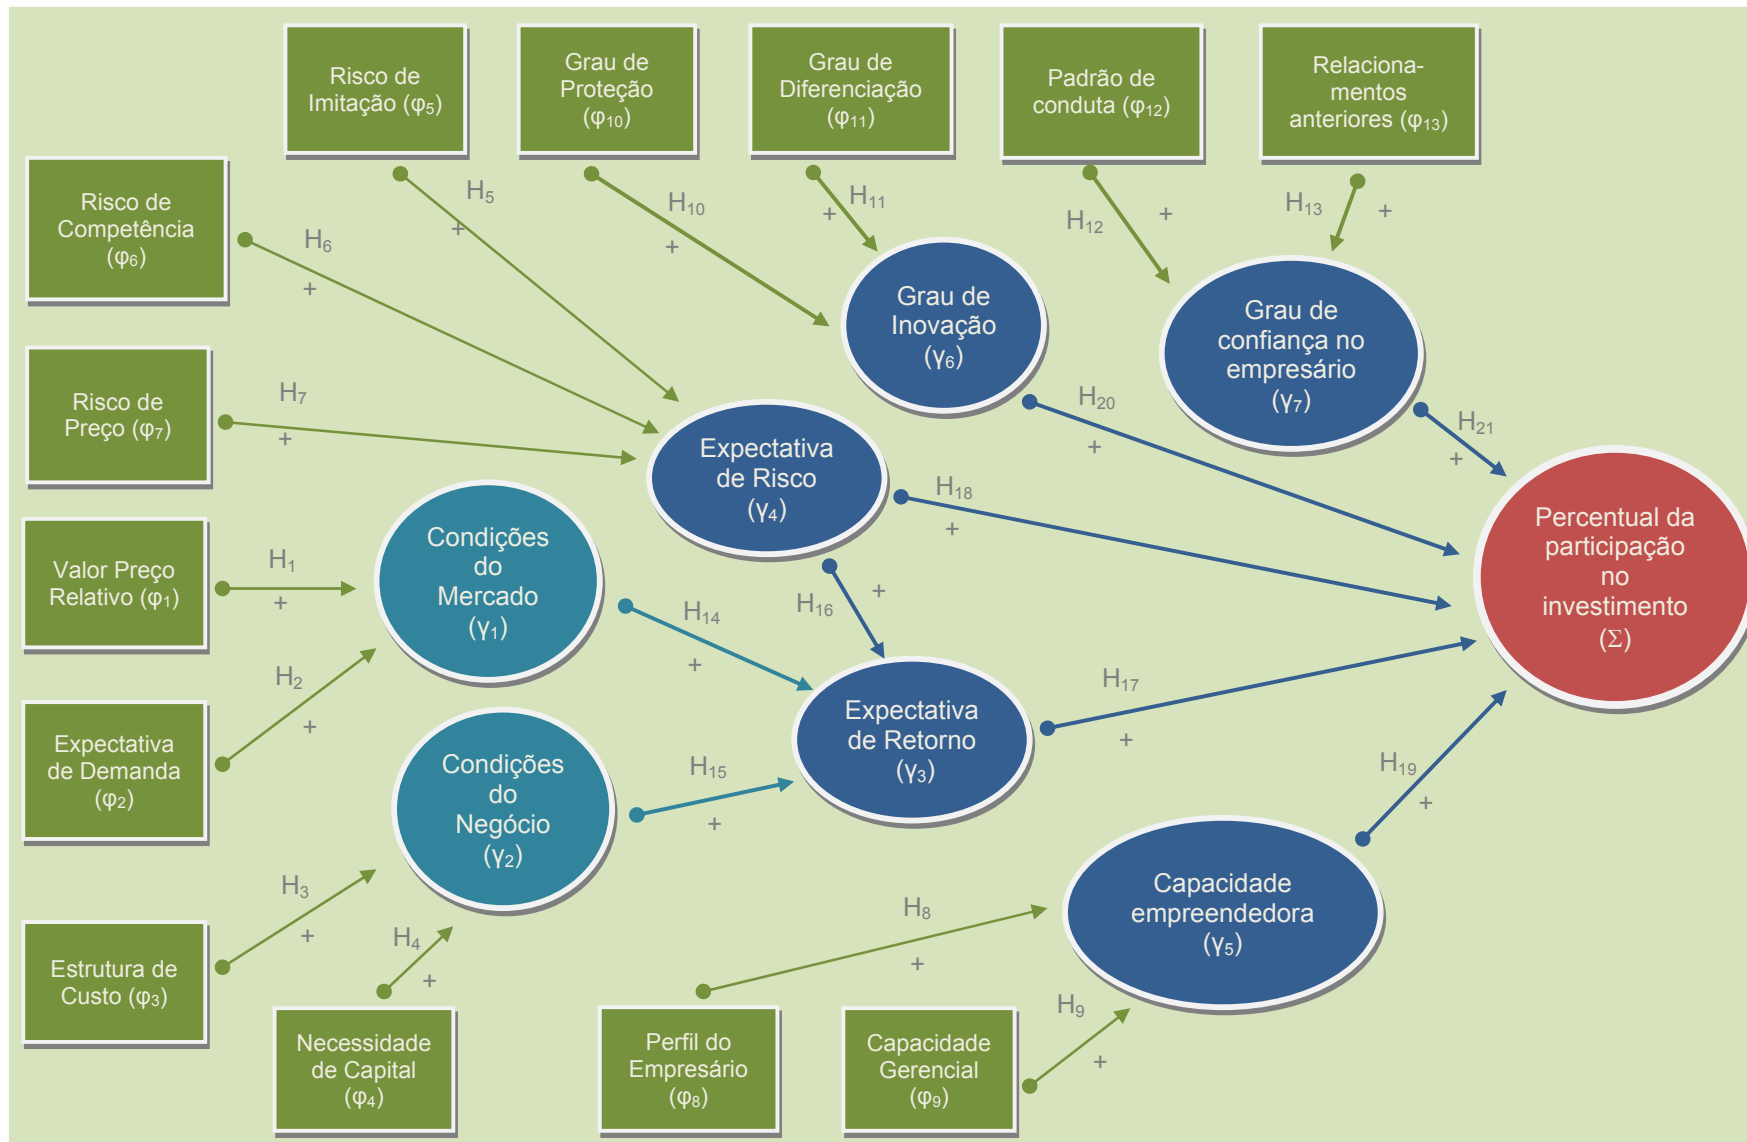 Risco de
Imitação (φ5)
Grau de
Proteção
(φ10)
Grau de
Diferenciação
(φ11)
Padrão de
conduta (φ12)
Relaciona-
mentos
anteriores (φ13)
Risco de
Competência
(φ6)
H5
+
H10
+
H11
+
H12
+
H13
+
H6
+
Grau de
Inovação
(γ6)
Grau de
confiança no
empresário
(γ7)
Risco de
Preço (φ7)
H7
+
H20
+
H21
+
Expectativa
de Risco
(γ4)
H18
+
Percentual da
participação
no
investimento
(Σ)
Valor Preço
Relativo (φ1)
H1
+
Condições
do
Mercado
(γ1)
H14
+
H16
+
H2
+
Expectativa
de Demanda
(φ2)
Expectativa
de Retorno
(γ3)
H17
+
Condições
do
Negócio
(γ2)
H15
+
H19
+
H3
+
Estrutura de
Custo (φ3)
H4
+
H8
+
Capacidade
empreendedora
(γ5)
H9
+
Necessidade
de Capital
(φ4)
Perfil do
Empresário
(φ8)
Capacidade
Gerencial
(φ9)